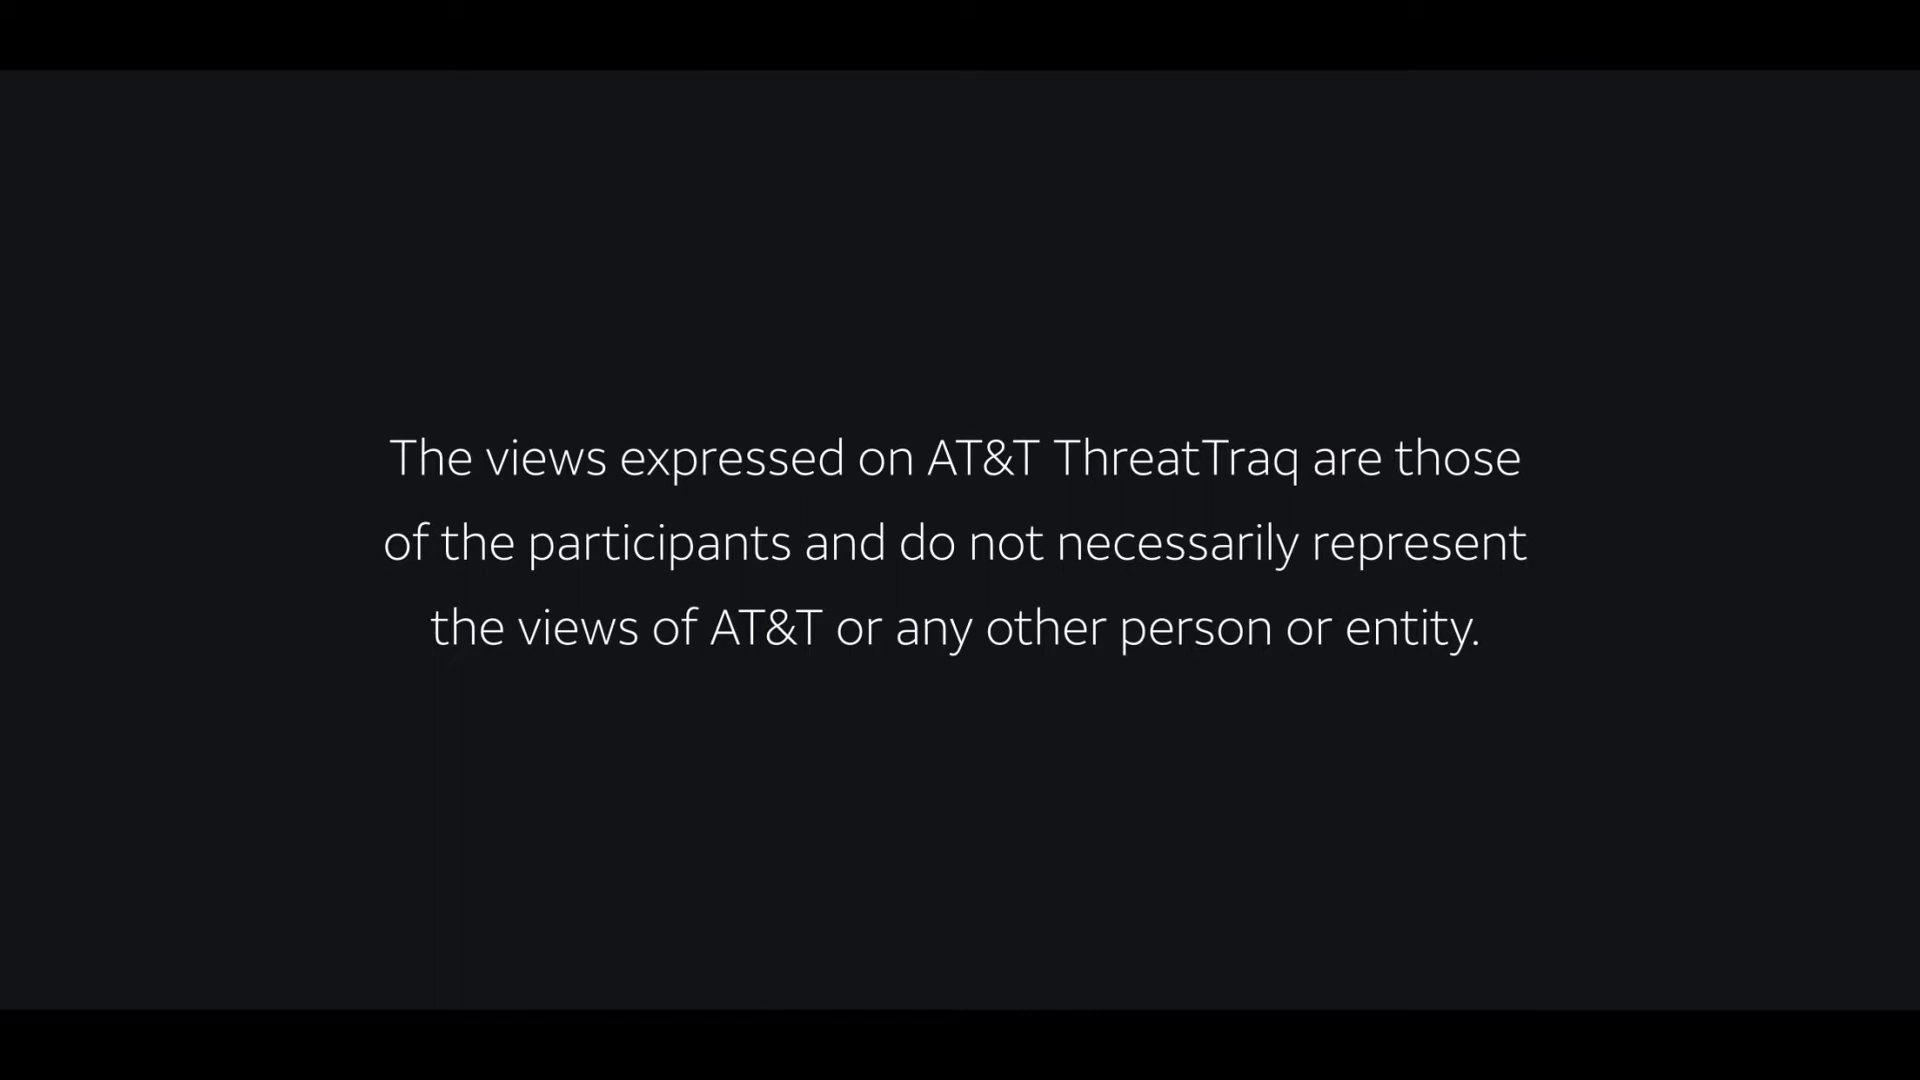 The views expressed on AT&T ThreatTraq are those
of the participants and do not necessarily represent
the views of AT&T or any other person or entity.